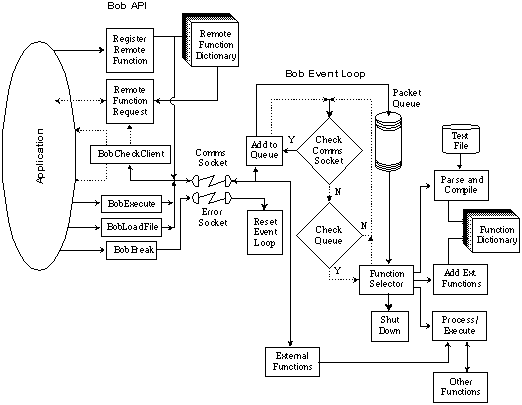 Bob API
Register
Remote
Function
Remote
Function
Dictionary
Remote
Function
Request
BobCheckClient
Application
BobExecute
BobLoadFile
BobBreak
Comms
Socket
Error
Socket
Bob Event Loop
Packet
Queue
Add to
Queue
Y
Check
Comms
Socket
N
Check
Queue
N
Y
Reset
Event
Loop
Text
File
Parse and
Compile
Function
Dictionary
Function
Selector
Add Ext
Functions
Shut
Down
Process/
Execute
External
Functions
Other
Functions